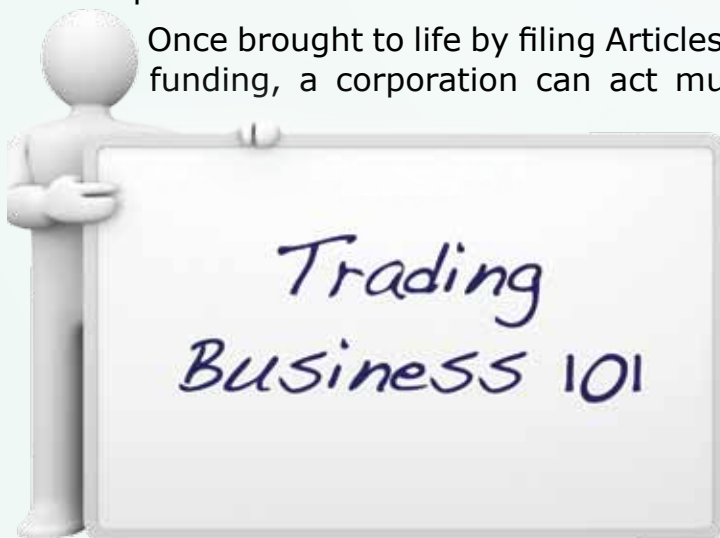 Once brought to life by filing Articles
funding, a corporation can act mu
Trading
Business 101